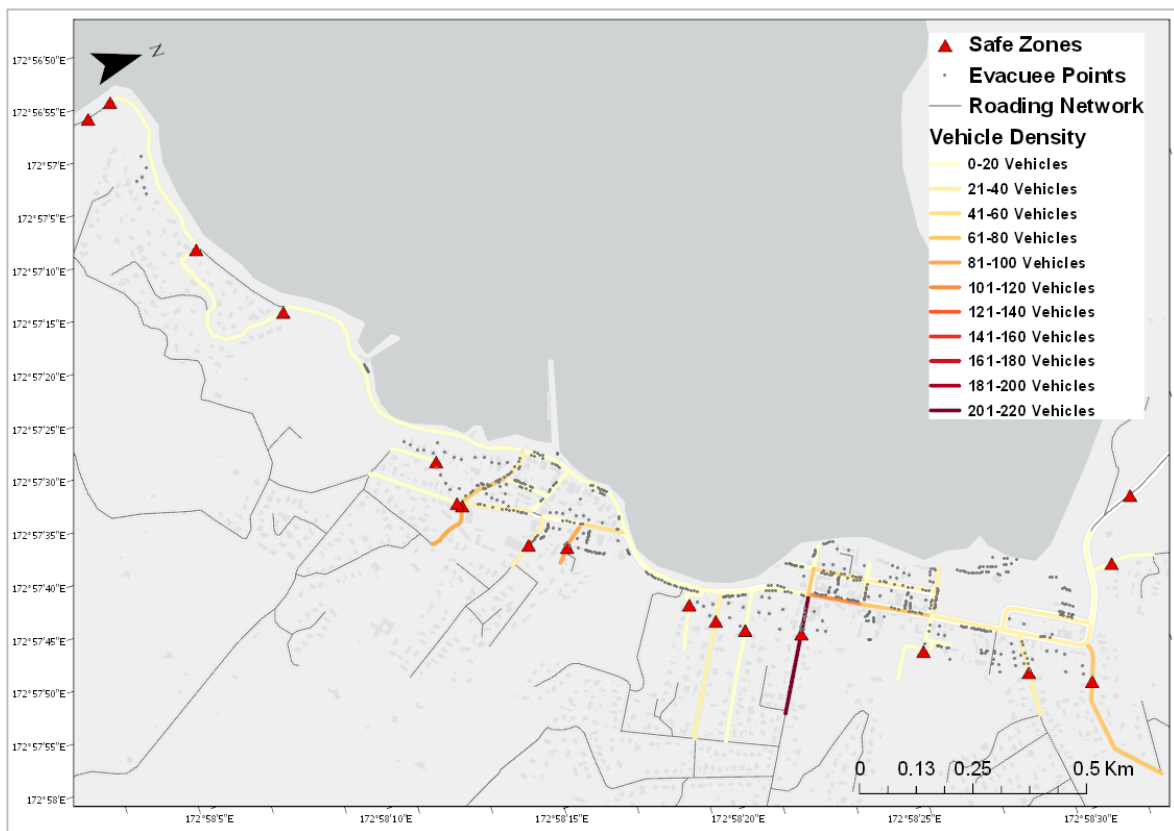 N
Safe Zones
Evacuee Points
Roading Network
Vehicle Density
0-20 Vehicles
21-40 Vehicles
41-60 Vehicles
61-80 Vehicles
81-100 Vehicles
101-120 Vehicles
121-140 Vehicles
141-160 Vehicles
161-180 Vehicles
181-200 Vehicles
201-220 Vehicles
172°56'50"E
172°56'55"E
172°57'E
172°57'5"E
172°57'10"E
172°57'15"E
172°57'20"E
172°57'25"E
172°57'30"E
172°57'35"E
172°57'40"E
172°57'45"E
172°57'50"E
172°57'55"E
172°58'E
0 0.13 0.25 0.5 Km
172°58'5"E 172°58'10"E 172°58'15"E 172°58'20"E 172°58'25"E 172°58'30"E